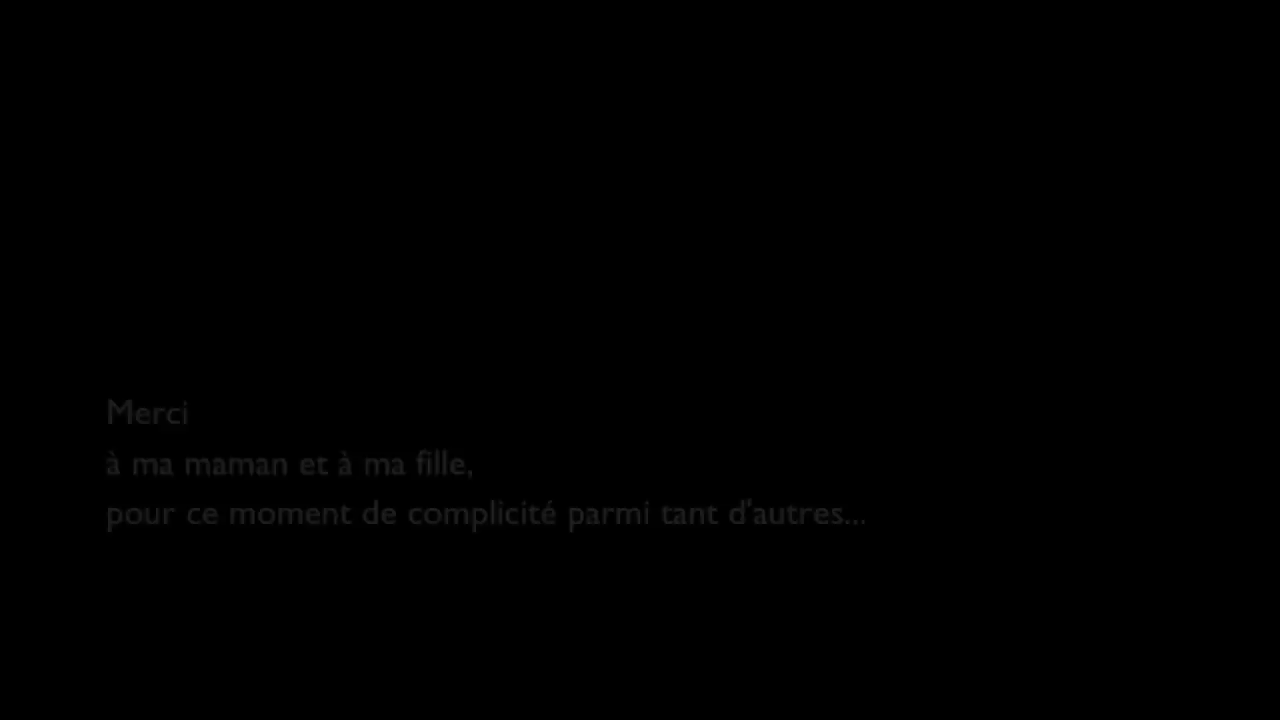 Merci
à ma maman et à ma fille,
pour ce moment de complicité parmi tant d'autres...